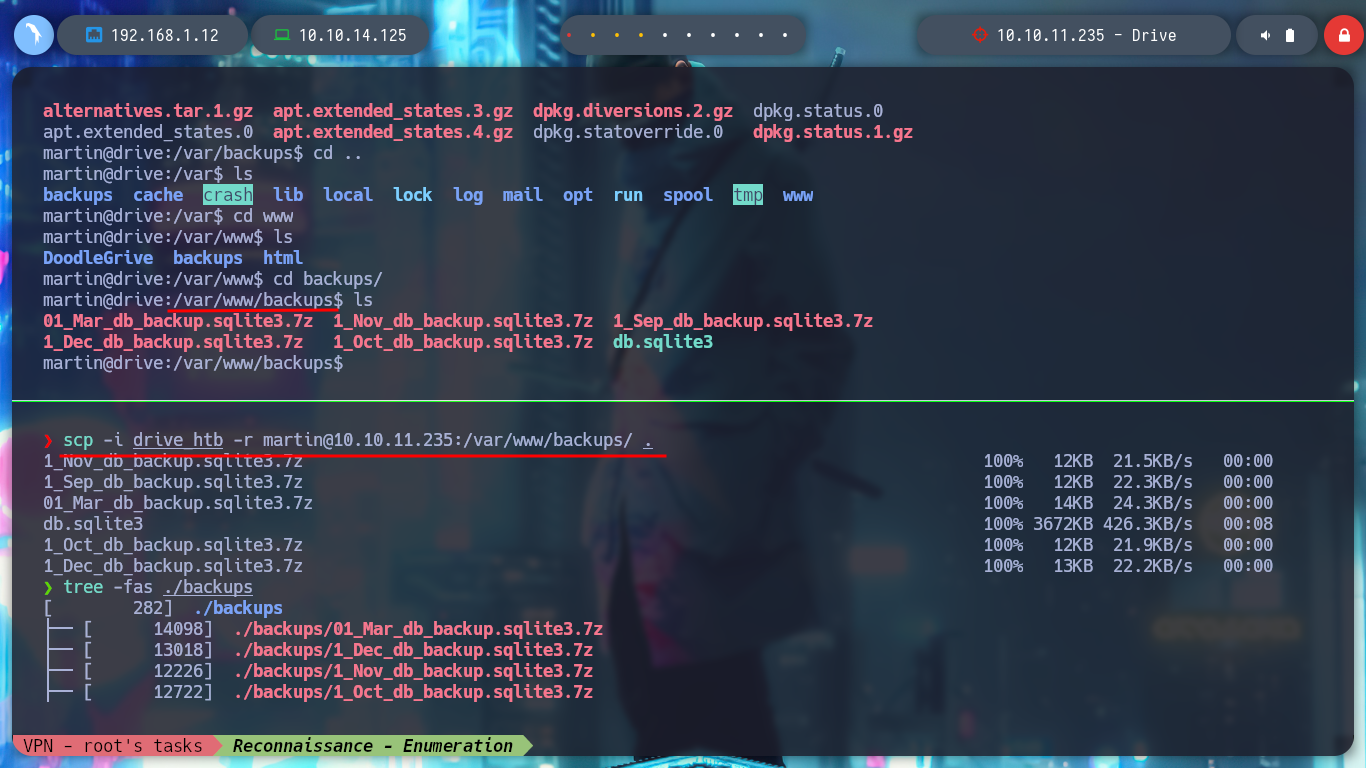 192.168.1.12 10.10.14.125 10.10.11.235 - Drive
alternatives.tar.1.gz apt.extended_states.3.gz dpkg.diversions.2.gz dpkg.status.0
apt.extended_states.0 apt.extended_states.4.gz dpkg.statoverride.0 dpkg.status.1.gz
martin@drive:/var/backups$ cd ..
martin@drive:/var$ ls
backups cache crash lib local lock log mail opt run spool tmp www
martin@drive:/var$ cd www
martin@drive:/var/www$ ls
DoodleGrive backups html
martin@drive:/var/www$ cd backups/
martin@drive:/var/www/backups$ ls
01_Mar_db_backup.sqlite3.7z 1_Nov_db_backup.sqlite3.7z 1_Sep_db_backup.sqlite3.7z
1_Dec_db_backup.sqlite3.7z 1_Oct_db_backup.sqlite3.7z db.sqlite3
martin@drive:/var/www/backups$
❯ scp -i drive_htb -r martin@10.10.11.235:/var/www/backups/ .
1_Nov_db_backup.sqlite3.7z 100% 12KB 21.5KB/s 00:00
1_Sep_db_backup.sqlite3.7z 100% 12KB 22.3KB/s 00:00
01_Mar_db_backup.sqlite3.7z 100% 14KB 24.3KB/s 00:00
db.sqlite3 100% 3672KB 426.3KB/s 00:08
1_Oct_db_backup.sqlite3.7z 100% 12KB 21.9KB/s 00:00
1_Dec_db_backup.sqlite3.7z 100% 13KB 22.2KB/s 00:00
❯ tree -fas ./backups
[ 282] ./backups
├── [ 14098] ./backups/01_Mar_db_backup.sqlite3.7z
├── [ 13018] ./backups/1_Dec_db_backup.sqlite3.7z
├── [ 12226] ./backups/1_Nov_db_backup.sqlite3.7z
├── [ 12722] ./backups/1_Oct_db_backup.sqlite3.7z
VPN - root's tasks Reconnaissance - Enumeration